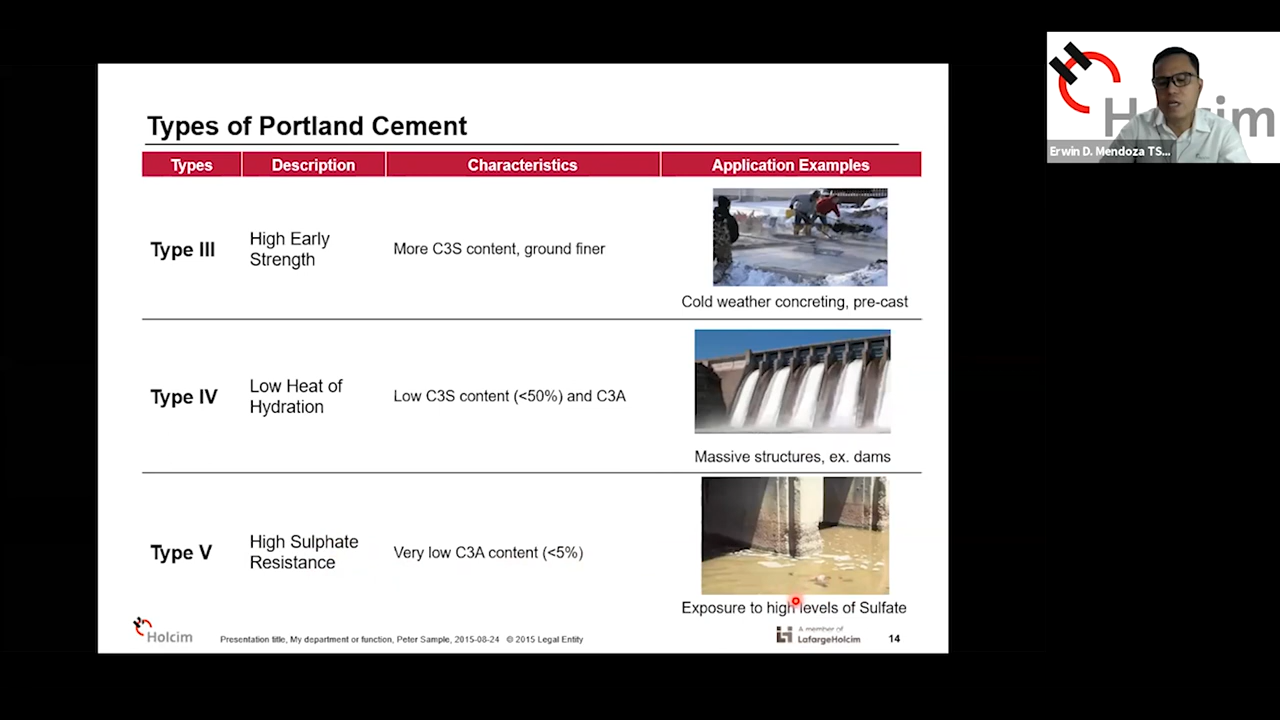 Types of Portland Cement
Types Description Characteristics Application Examples
Type III
High Early
Strength
More C3S content, ground finer
Cold weather concreting, pre-cast
Type IV
Low Heat of
Hydration
Low C3S content (<50%) and C3A
Massive structures, ex. dams
Type V
High Sulphate
Resistance
Very low C3A content (<5%)
Exposure to high levels of Sulfate
Holcim
Presentation title, My department or function, Peter Sample, 2015-08-24 © 2015 Legal Entity
A member of
LafargeHolcim
14
Holcim
Erwin D. Mendoza TS...